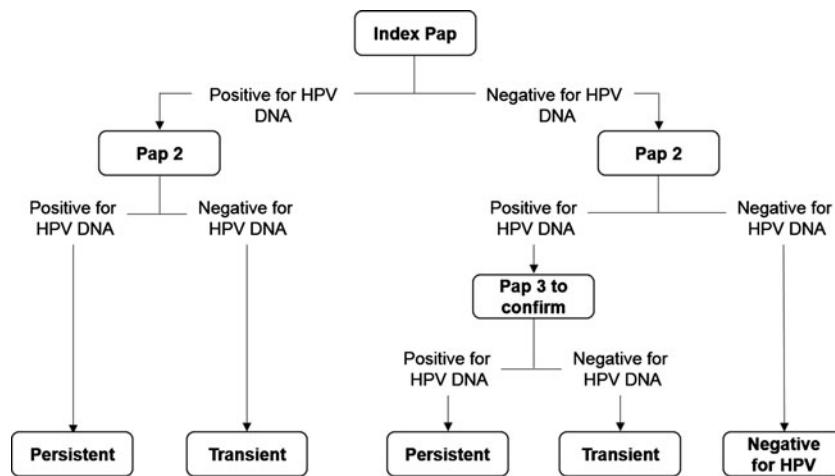 Index Pap
Positive for HPV
DNA
Negative for HPV
DNA
Pap 2
Pap 2
Positive for
HPV DNA
Negative for
HPV DNA
Positive for
HPV DNA
Negative for
HPV DNA
Pap 3 to
confirm
Positive for
HPV DNA
Negative for
HPV DNA
Persistent
Transient
Persistent
Transient
Negative
for HPV